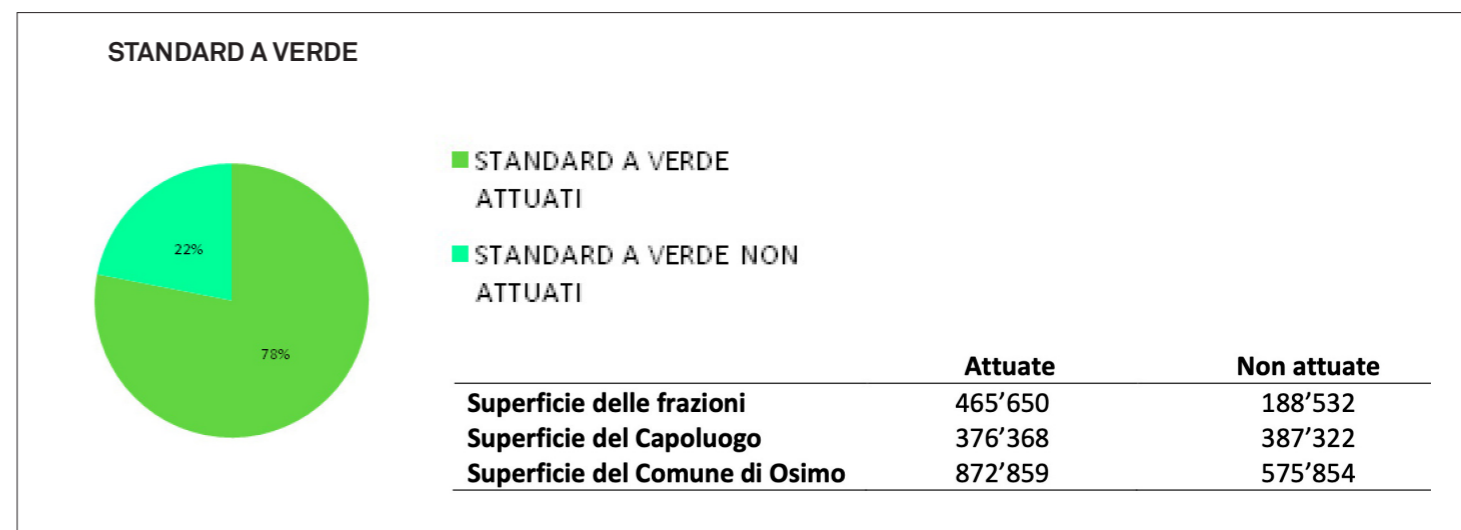 STANDARD A VERDE
STANDARD A VERDE
ATTUATI
STANDARD A VERDE NON
ATTUATI
22%
78%
Attuate Non attuate
Superficie delle frazioni 465’650 188’532
Superficie del Capoluogo 376’368 387’322
Superficie del Comune di Osimo 872’859 575’854